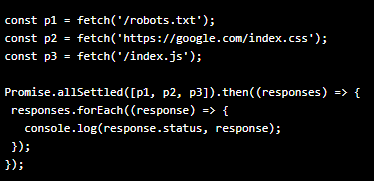 const p1 = fetch('/robots.txt');
const p2 = fetch('https://google.com/index.css');
const p3 = fetch('/index.js');

Promise.allSettled([p1, p2, p3]).then((responses) => {
 responses.forEach((response) => {
   console.log(response.status, response);
 });
});